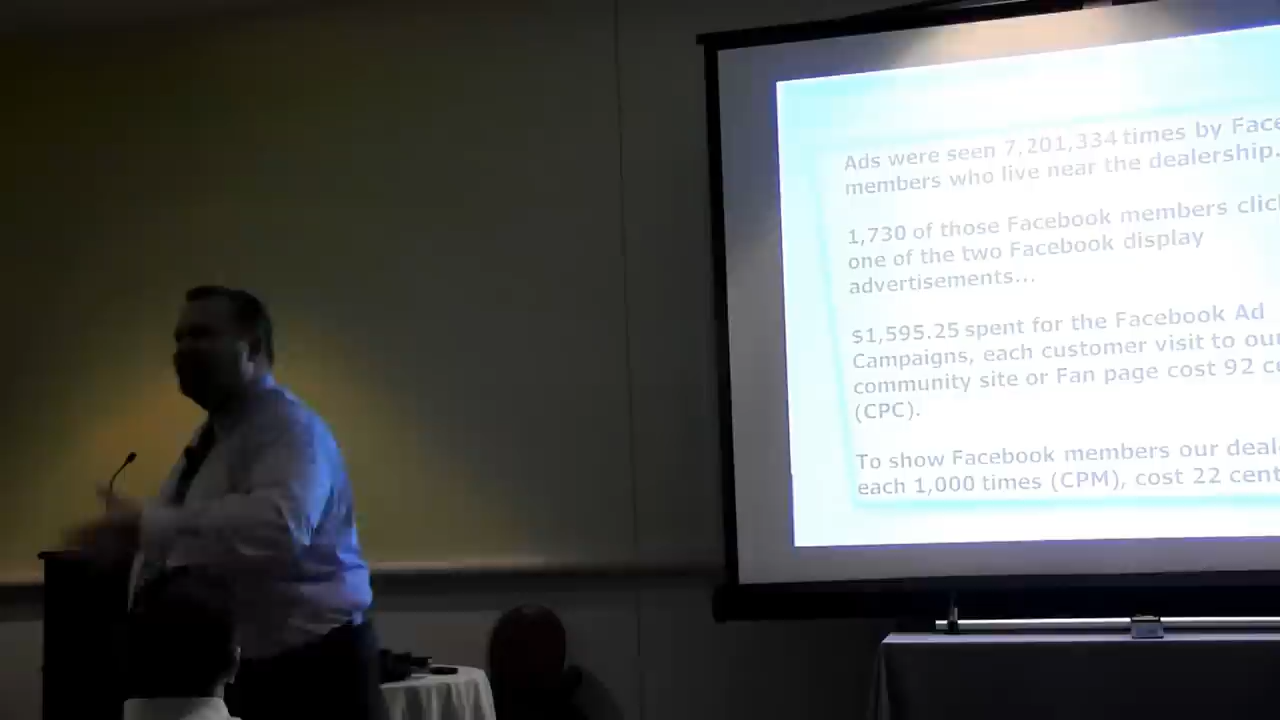 Ads were seen 7,201,334 times by Face
members who live near the dealership.
1,730 of those Facebook members clic
one of the two Facebook display
advertisements...
$1,595.25 spent for the Facebook Ad
Campaigns, each customer visit to our
community site or Fan page cost 92 c
(CPC).
To show Facebook members our deal
each 1,000 times (CPM), cost 22 cent